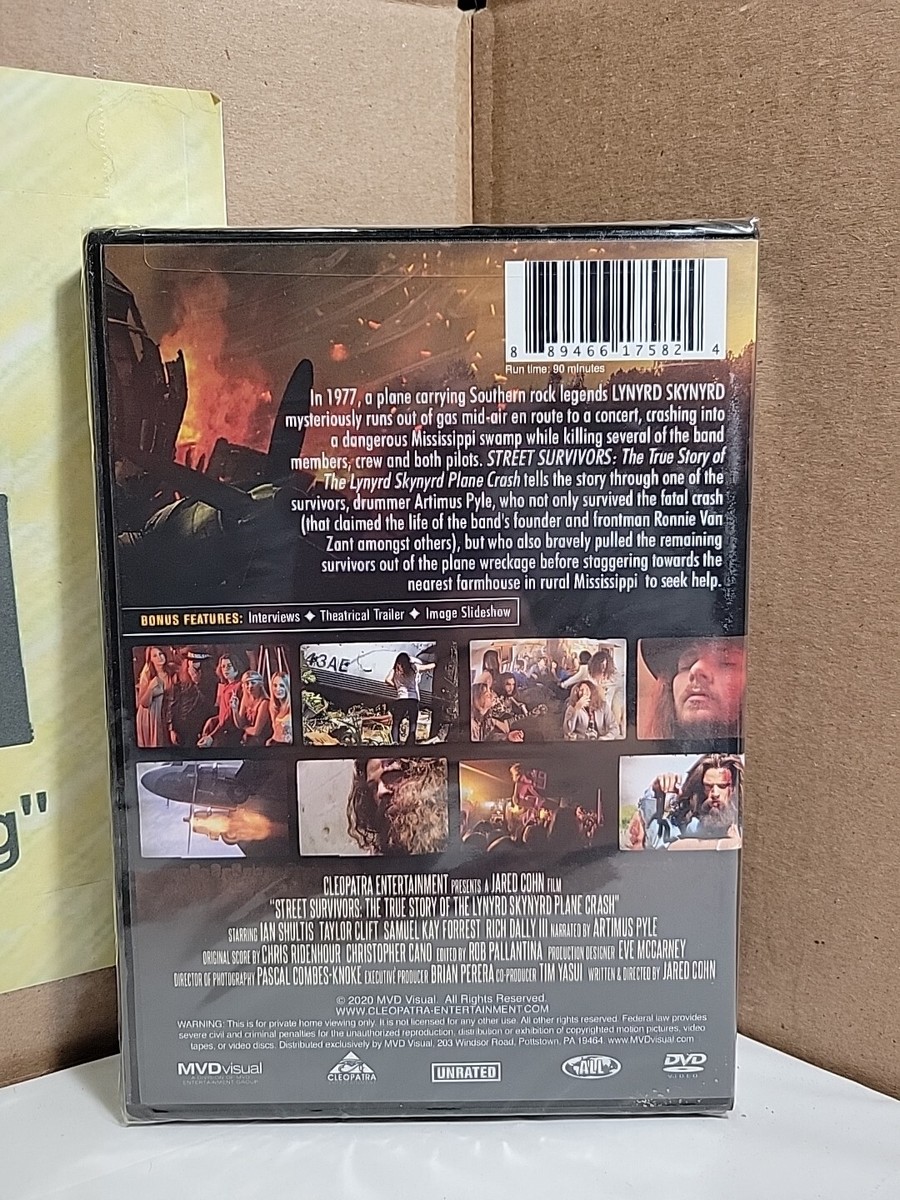 8 89466 17582 4
Run time: 90 minutes
In 1977, a plane carrying Southern rock legends LYNYRD SKYNYRD
mysteriously runs out of gas mid-air en route to a concert, crashing into
a dangerous Mississippi swamp while killing several of the band
members, crew and both pilots. STREET SURVIVORS: The True Story of
The Lynyrd Skynyrd Plane Crash tells the story through one of the
survivors, drummer Artimus Pyle, who not only survived the fatal crash
(that claimed the life of the band's founder and frontman Ronnie Van
Zant amongst others), but who also bravely pulled the remaining
survivors out of the plane wreckage before staggering towards the
nearest farmhouse in rural Mississippi to seek help.
BONUS FEATURES: Interviews ✦ Theatrical Trailer ✦ Image Slideshow
43AE
g"
CLEOPATRA ENTERTAINMENT PRESENTS A JARED COHN FILM
"STREET SURVIVORS: THE TRUE STORY OF THE LYNYRD SKYNYRD PLANE CRASH"
STARRING IAN SHULTIS TAYLOR CLIFT SAMUEL KAY FORREST RICH DALLY III NARRATED BY ARTIMUS PYLE
ORIGINAL SCORE BY CHRIS RIDENHOUR CHRISTOPHER CANO EDITED BY ROB PALLANTINA PRODUCTION DESIGNER EVE MCCARNEY
DIRECTOR OF PHOTOGRAPHY PASCAL COMBES-KNOKE EXECUTIVE PRODUCER BRIAN PERERA CO-PRODUCER TIM YASUI WRITTEN & DIRECTED BY JARED COHN
© 2020 MVD Visual. All Rights Reserved.
WWW.CLEOPATRA-ENTERTAINMENT.COM
WARNING: This is for private home viewing only. It is not licensed for any other use. All other rights reserved. Federal law provides
severe civil and criminal penalties for the unauthorized reproduction, distribution or exhibition of copyrighted motion pictures, video
tapes, or video discs. Distributed exclusively by MVD Visual, 203 Windsor Road, Pottstown, PA 19464. www.MVDvisual.com
MVDvisual
A DIVISION OF MVD
ENTERTAINMENT GROUP
CLEOPATRA
UNRATED
ALL
DVD
VIDEO